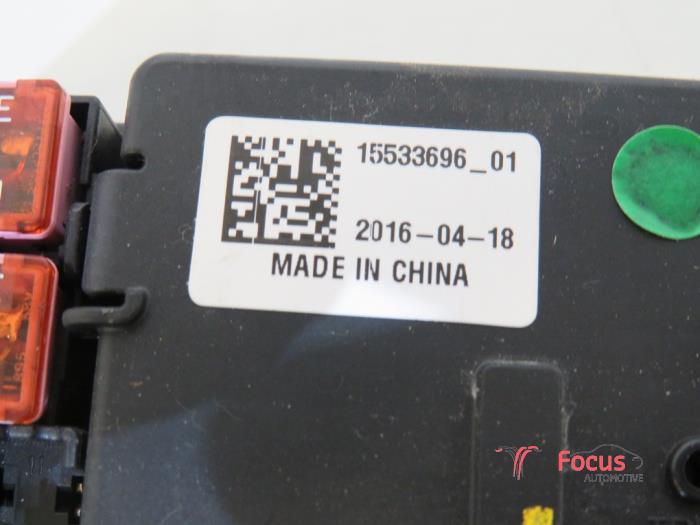 15533696_01
2016-04-18
MADE IN CHINA
Focus
AUTOMOTIVE